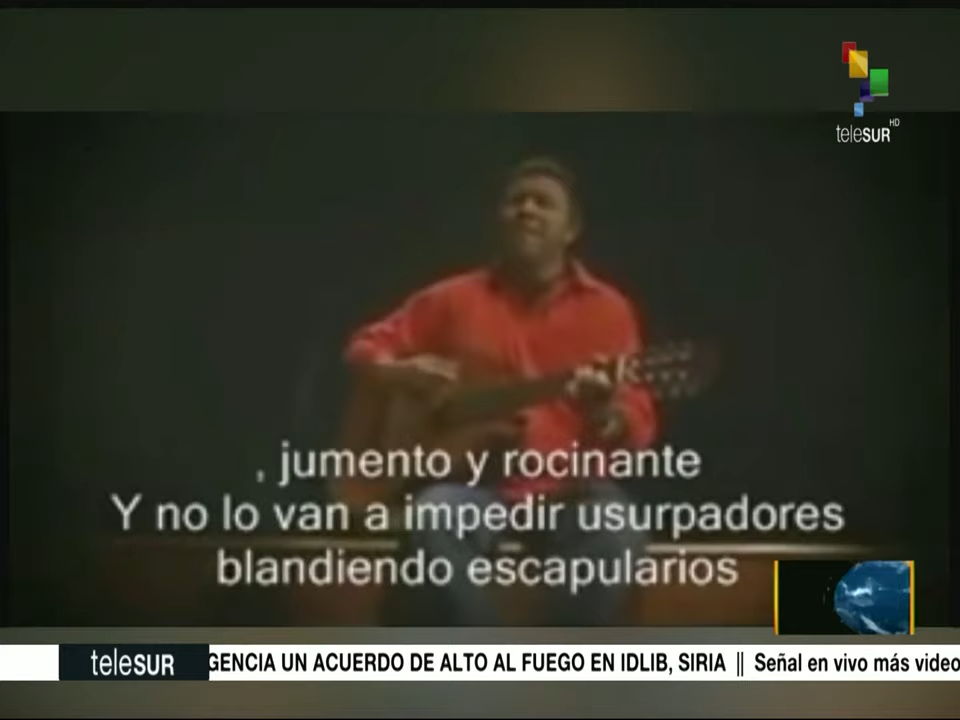 teleSUR HD
, jumento y rocinante
Y no lo van a impedir usurpadores
blandiendo escapularios
teleSUR
GENCIA UN ACUERDO DE ALTO AL FUEGO EN IDLIB, SIRIA || Señal en vivo más video